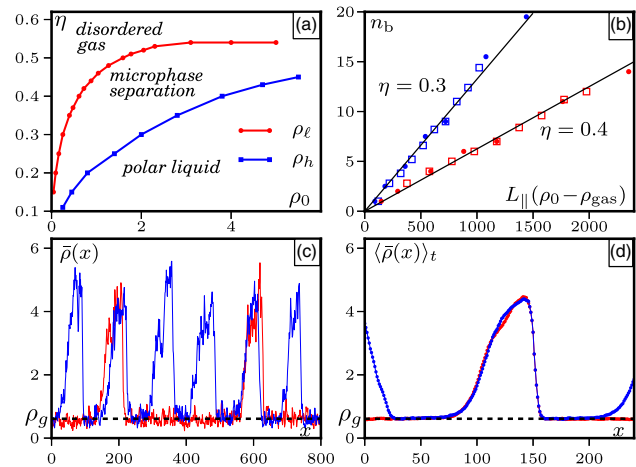 0.6 η disordered gas (a)
0.5 microphase separation
0.4
0.3 ρℓ
polar liquid ρh
0.2
0.1 ρ0
0 2 4
20 nb (b)
15 η = 0.3
10 η = 0.4
5
0 L∥(ρ0−ρgas)
0 500 1000 1500 2000
6 ρ̄(x) (c)
4
2
ρg
0 x
0 200 400 600 800
6 ⟨ρ̄(x)⟩t (d)
4
2
ρg
0 x
0 50 100 150 200